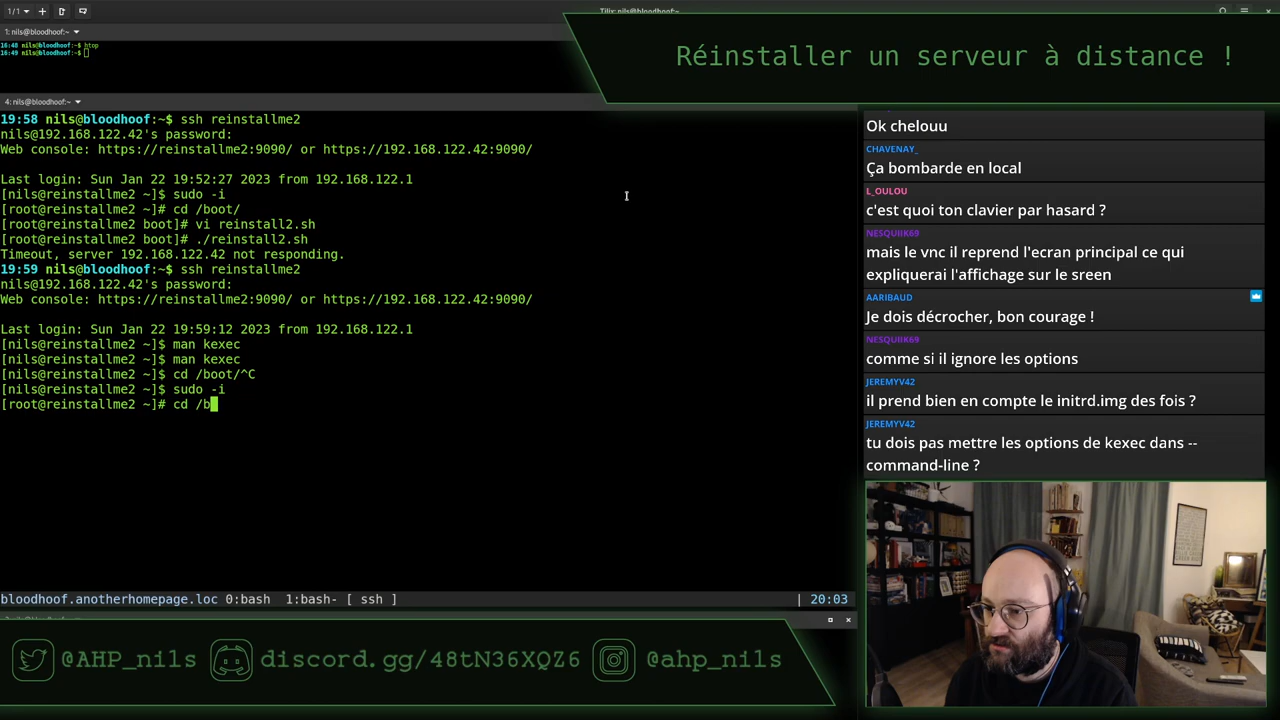 1/1
Tilix: nils@bloodhoof:~
1: nils@bloodhoof:~
16:48 nils@bloodhoof:~$ htop
16:49 nils@bloodhoof:~$
Réinstaller un serveur à distance !
4: nils@bloodhoof:~
19:58 nils@bloodhoof:~$ ssh reinstallme2
nils@192.168.122.42's password:
Web console: https://reinstallme2:9090/ or https://192.168.122.42:9090/
Last login: Sun Jan 22 19:52:27 2023 from 192.168.122.1
[nils@reinstallme2 ~]$ sudo -i
[root@reinstallme2 ~]# cd /boot/
[root@reinstallme2 boot]# vi reinstall2.sh
[root@reinstallme2 boot]# ./reinstall2.sh
Timeout, server 192.168.122.42 not responding.
19:59 nils@bloodhoof:~$ ssh reinstallme2
nils@192.168.122.42's password:
Web console: https://reinstallme2:9090/ or https://192.168.122.42:9090/
Last login: Sun Jan 22 19:59:12 2023 from 192.168.122.1
[nils@reinstallme2 ~]$ man kexec
[nils@reinstallme2 ~]$ man kexec
[nils@reinstallme2 ~]$ cd /boot/^C
[nils@reinstallme2 ~]$ sudo -i
[root@reinstallme2 ~]# cd /b
bloodhoof.anotherhomepage.loc 0:bash  1:bash- [ ssh ] | 20:03
Ok chelouu
CHAVENAY_
Ça bombarde en local
L_OULOU
c'est quoi ton clavier par hasard ?
NESQUIIK69
mais le vnc il reprend l'ecran principal ce qui
expliquerai l'affichage sur le sreen
AARIBAUD
Je dois décrocher, bon courage !
NESQUIIK69
comme si il ignore les options
JEREMYV42
il prend bien en compte le initrd.img des fois ?
JEREMYV42
tu dois pas mettre les options de kexec dans --
command-line ?
@AHP_nils discord.gg/48tN36XQZ6 @ahp_nils